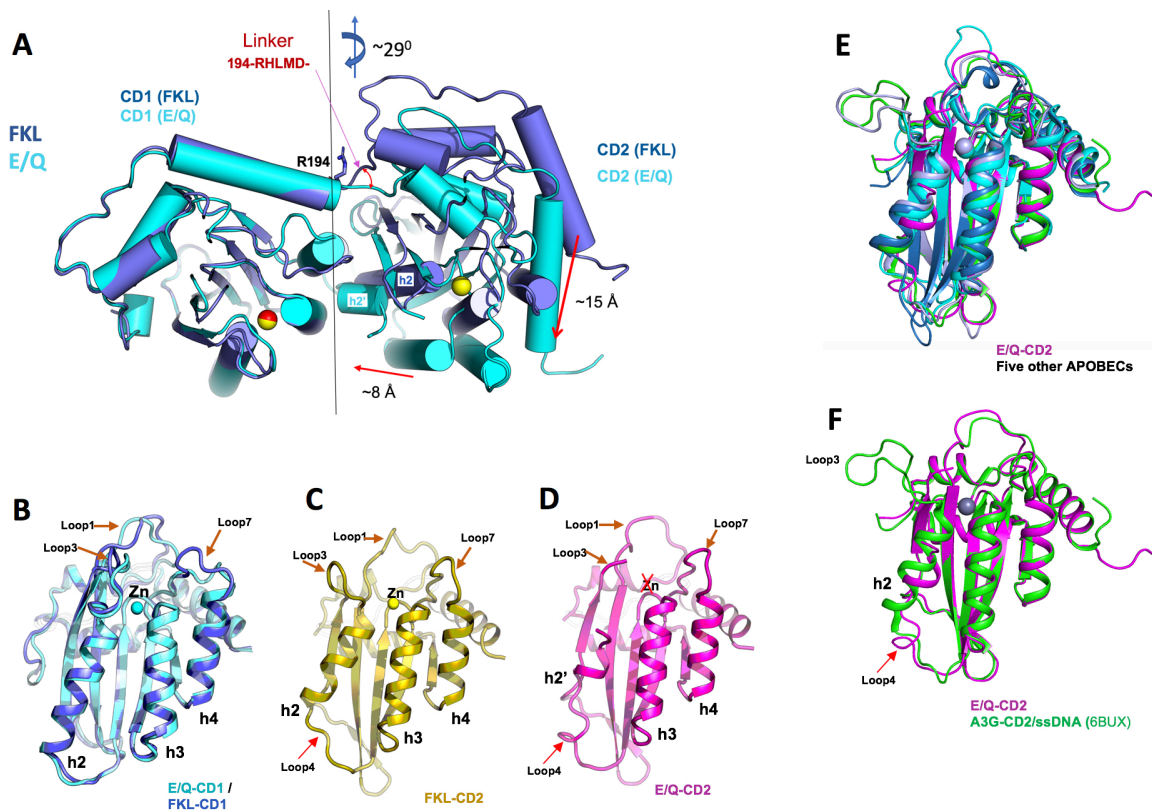 A
Linker
194-RHLMD-
~29⁰
CD1 (FKL)
CD1 (E/Q)
FKL
E/Q
R194
CD2 (FKL)
CD2 (E/Q)
h2
h2'
~15 Å
~8 Å
B
Loop1
Loop3
Loop7
Zn
h2
h3
h4
E/Q-CD1 /
FKL-CD1
C
Loop1
Loop3
Loop7
Zn
h2
h3
h4
Loop4
FKL-CD2
D
Loop1
Loop3
Loop7
Zn
h2'
h3
h4
Loop4
E/Q-CD2
E
E/Q-CD2
Five other APOBECs
F
Loop3
h2
Loop4
E/Q-CD2
A3G-CD2/ssDNA (6BUX)